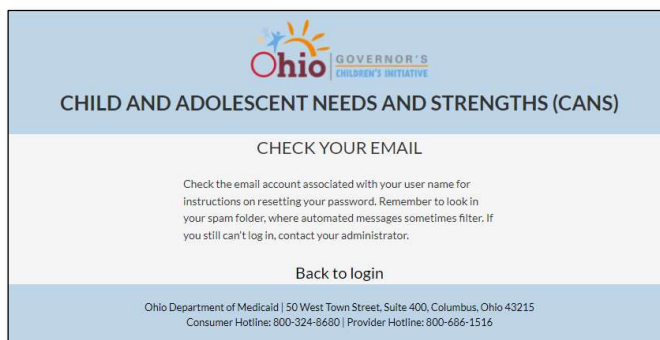 Ohio GOVERNOR'S
CHILDREN'S INITIATIVE
CHILD AND ADOLESCENT NEEDS AND STRENGTHS (CANS)
CHECK YOUR EMAIL
Check the email account associated with your user name for
instructions on resetting your password. Remember to look in
your spam folder, where automated messages sometimes filter. If
you still can't log in, contact your administrator.
Back to login
Ohio Department of Medicaid | 50 West Town Street, Suite 400, Columbus, Ohio 43215
Consumer Hotline: 800-324-8680 | Provider Hotline: 800-686-1516